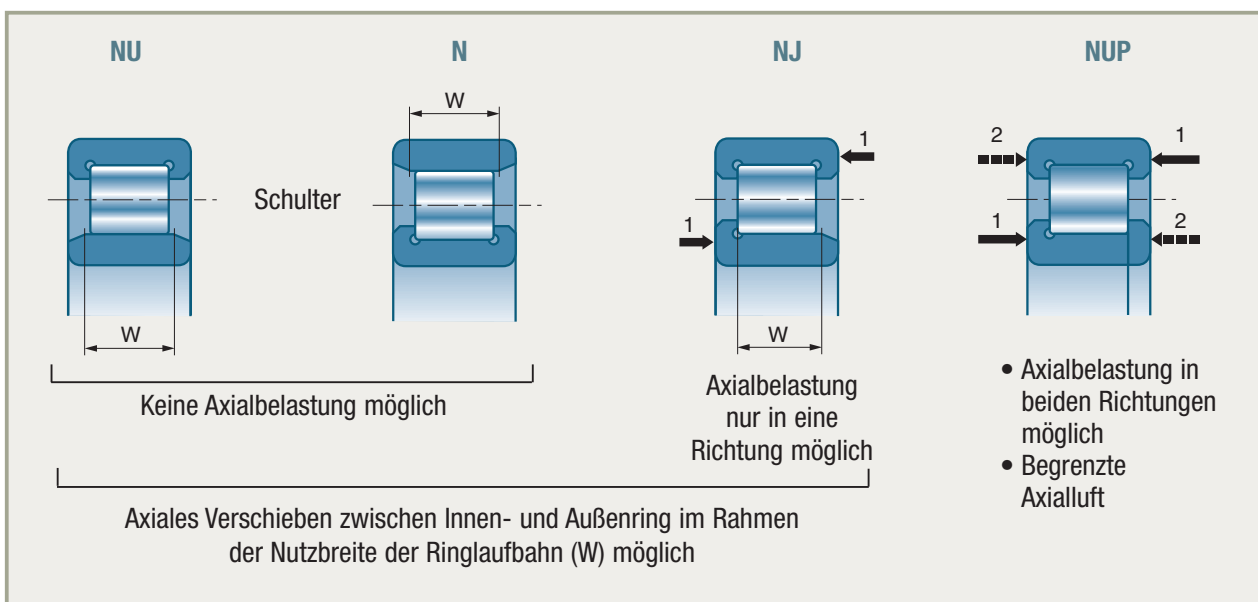 NU
N
NJ
NUP
W
1
2
1
Schulter
1
1
2
W
W
Keine Axialbelastung möglich
Axialbelastung
nur in eine
Richtung möglich
• Axialbelastung in
beiden Richtungen
möglich
• Begrenzte
Axialluft
Axiales Verschieben zwischen Innen- und Außenring im Rahmen
der Nutzbreite der Ringlaufbahn (W) möglich